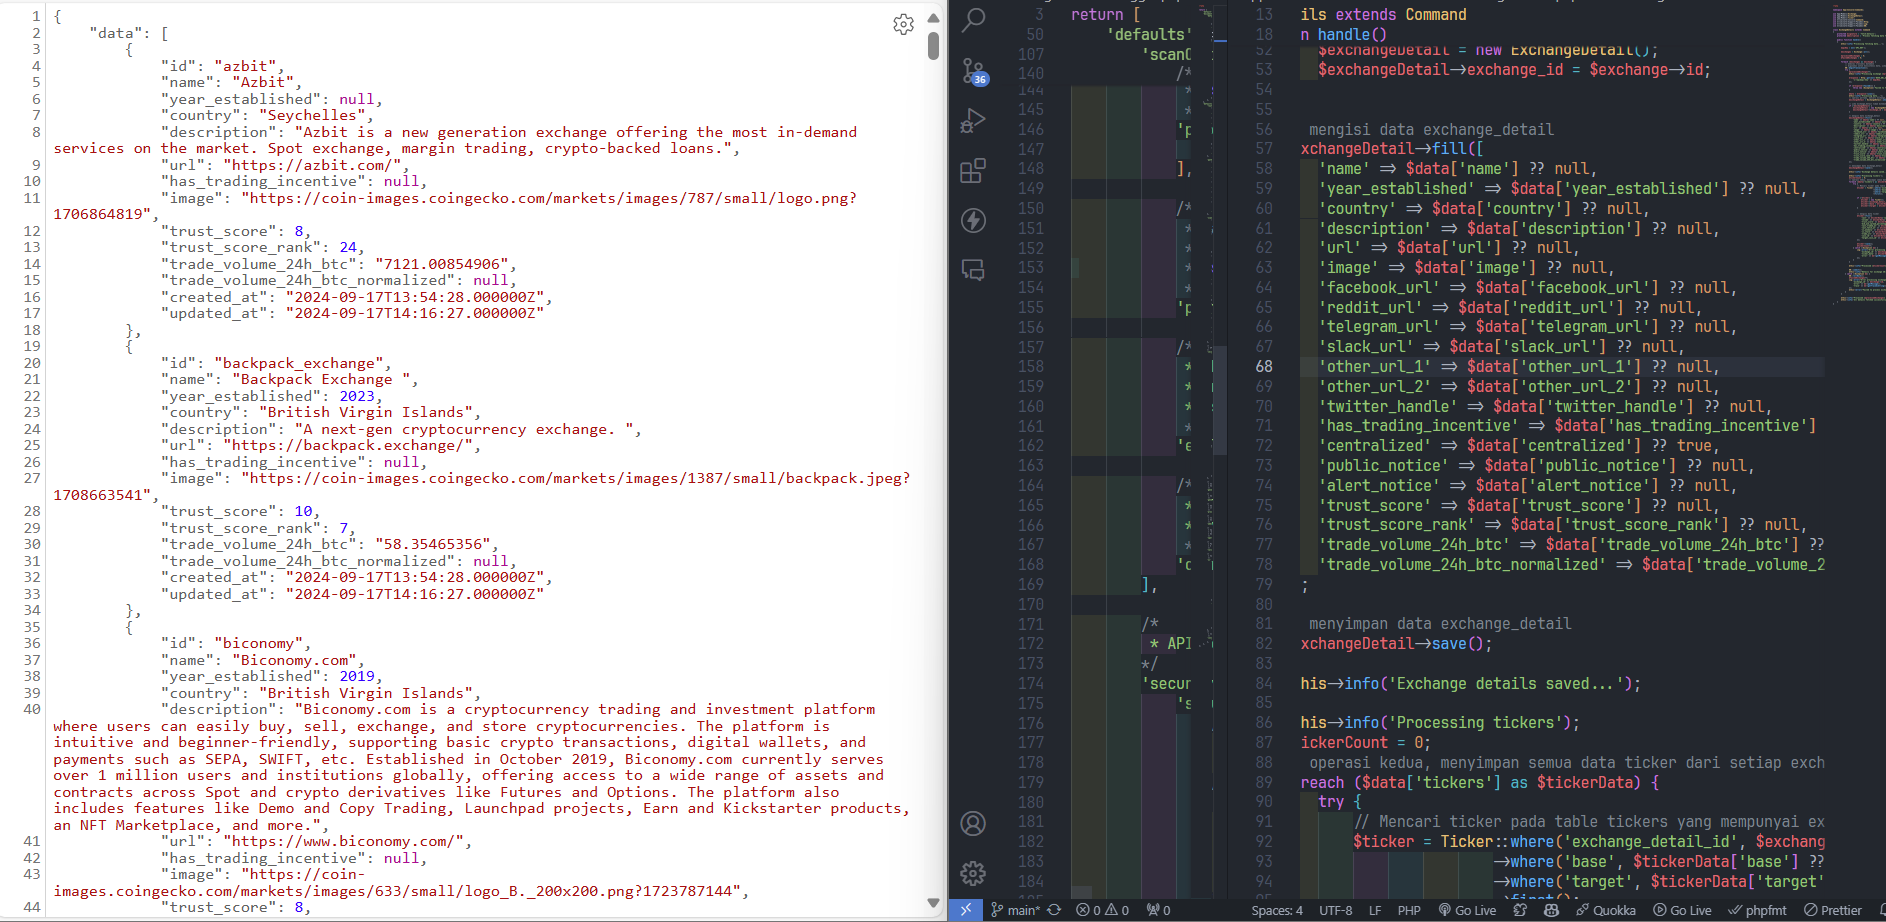 1 {
2 "data": [
3 {
4 "id": "azbit",
5 "name": "Azbit",
6 "year_established": null,
7 "country": "Seychelles",
8 "description": "Azbit is a new generation exchange offering the most in-demand
services on the market. Spot exchange, margin trading, crypto-backed loans.",
9 "url": "https://azbit.com/",
10 "has_trading_incentive": null,
11 "image": "https://coin-images.coingecko.com/markets/images/787/small/logo.png?
1706864819",
12 "trust_score": 8,
13 "trust_score_rank": 24,
14 "trade_volume_24h_btc": "7121.00854906",
15 "trade_volume_24h_btc_normalized": null,
16 "created_at": "2024-09-17T13:54:28.000000Z",
17 "updated_at": "2024-09-17T14:16:27.000000Z"
18 },
19 {
20 "id": "backpack_exchange",
21 "name": "Backpack Exchange ",
22 "year_established": 2023,
23 "country": "British Virgin Islands",
24 "description": "A next-gen cryptocurrency exchange. ",
25 "url": "https://backpack.exchange/",
26 "has_trading_incentive": null,
27 "image": "https://coin-images.coingecko.com/markets/images/1387/small/backpack.jpeg?
1708663541",
28 "trust_score": 10,
29 "trust_score_rank": 7,
30 "trade_volume_24h_btc": "58.35465356",
31 "trade_volume_24h_btc_normalized": null,
32 "created_at": "2024-09-17T13:54:28.000000Z",
33 "updated_at": "2024-09-17T14:16:27.000000Z"
34 },
35 {
36 "id": "biconomy",
37 "name": "Biconomy.com",
38 "year_established": 2019,
39 "country": "British Virgin Islands",
40 "description": "Biconomy.com is a cryptocurrency trading and investment platform
where users can easily buy, sell, exchange, and store cryptocurrencies. The platform is
intuitive and beginner-friendly, supporting basic crypto transactions, digital wallets, and
payments such as SEPA, SWIFT, etc. Established in October 2019, Biconomy.com currently serves
over 1 million users and institutions globally, offering access to a wide range of assets and
contracts across Spot and crypto derivatives like Futures and Options. The platform also
includes features like Demo and Copy Trading, Launchpad projects, Earn and Kickstarter products,
an NFT Marketplace, and more.",
41 "url": "https://www.biconomy.com/",
42 "has_trading_incentive": null,
43 "image": "https://coin-
images.coingecko.com/markets/images/633/small/logo_B._200x200.png?1723787144",
44 "trust_score": 8,
36
3 return [
50 'defaults'
107 'scanO
140 /*
144 *
145 *
146 'p
147
148 ],
149
150 /*
151 *
152 *
153 *
154 *
155 'p
156
157 /*
158 *
159 *
160 *
161 *
162 'e
163
164 /*
165 *
166 *
167 *
168 'c
169 ],
170
171 /*
172 * API
173 */
174 'secur
175 's
176
177
178
179
180
181
182
183
184
13 ils extends Command
18 n handle()
52 $exchangeDetail = new ExchangeDetail();
53 $exchangeDetail->exchange_id = $exchange->id;
54
55
56 mengisi data exchange_detail
57 xchangeDetail->fill([
58 'name' => $data['name'] ?? null,
59 'year_established' => $data['year_established'] ?? null,
60 'country' => $data['country'] ?? null,
61 'description' => $data['description'] ?? null,
62 'url' => $data['url'] ?? null,
63 'image' => $data['image'] ?? null,
64 'facebook_url' => $data['facebook_url'] ?? null,
65 'reddit_url' => $data['reddit_url'] ?? null,
66 'telegram_url' => $data['telegram_url'] ?? null,
67 'slack_url' => $data['slack_url'] ?? null,
68 'other_url_1' => $data['other_url_1'] ?? null,
69 'other_url_2' => $data['other_url_2'] ?? null,
70 'twitter_handle' => $data['twitter_handle'] ?? null,
71 'has_trading_incentive' => $data['has_trading_incentive']
72 'centralized' => $data['centralized'] ?? true,
73 'public_notice' => $data['public_notice'] ?? null,
74 'alert_notice' => $data['alert_notice'] ?? null,
75 'trust_score' => $data['trust_score'] ?? null,
76 'trust_score_rank' => $data['trust_score_rank'] ?? null,
77 'trade_volume_24h_btc' => $data['trade_volume_24h_btc'] ??
78 'trade_volume_24h_btc_normalized' => $data['trade_volume_2
79 ;
80
81 menyimpan data exchange_detail
82 xchangeDetail->save();
83
84 his->info('Exchange details saved...');
85
86 his->info('Processing tickers');
87 ickerCount = 0;
88 operasi kedua, menyimpan semua data ticker dari setiap exch
89 reach ($data['tickers'] as $tickerData) {
90 try {
91 // Mencari ticker pada table tickers yang mempunyai ex
92 $ticker = Ticker::where('exchange_detail_id', $exchang
93 ->where('base', $tickerData['base'] ??
94 ->where('target', $tickerData['target'
main* 0 0 0 Spaces: 4 UTF-8 LF PHP Go Live Quokka Go Live phpfmt Prettier